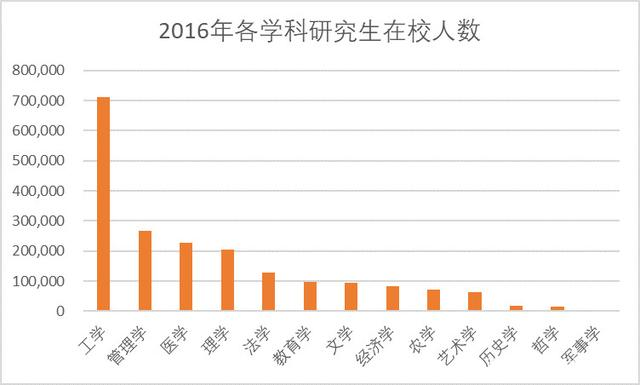 2016年各学科研究生在校人数
800,000
700,000
600,000
500,000
400,000
300,000
200,000
100,000
0
工学
管理学
医学
理学
法学
教育学
文学
经济学
农学
艺术学
历史学
哲学
军事学